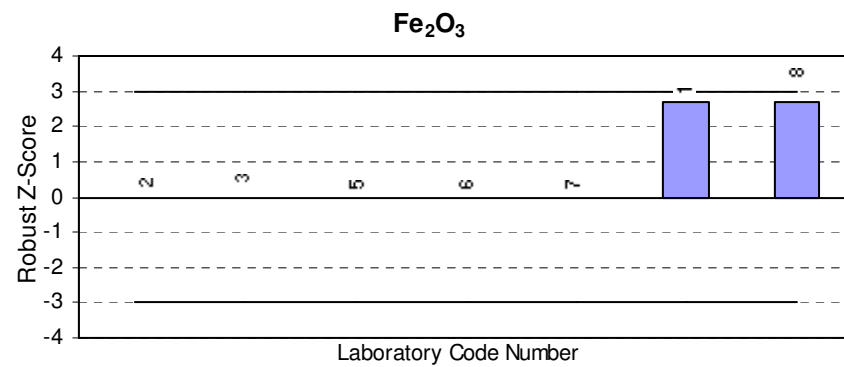 Fe₂O₃
4
3
2
1
0
-1
-2
-3
-4
Robust Z-Score
2 3 5 6 7 1 8
Laboratory Code Number